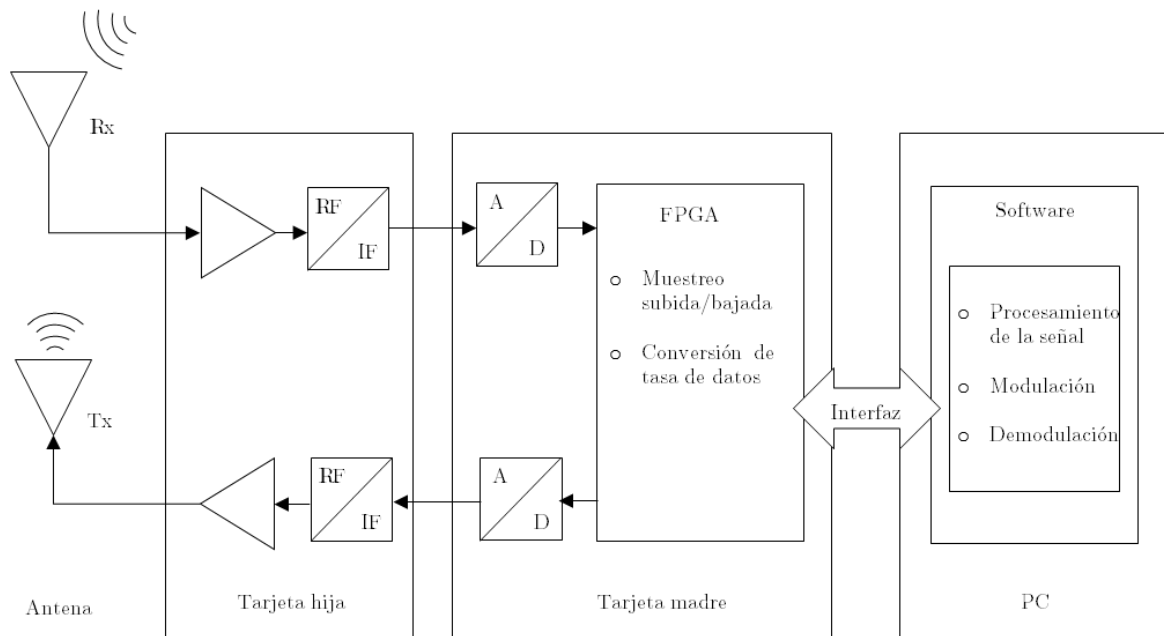 Rx
RF
IF
A
D
FPGA
Muestreo
subida/bajada
Conversión de
tasa de datos
Software
Procesamiento
de la señal
Modulación
Demodulación
Interfaz
Tx
RF
IF
A
D
Antena
Tarjeta hija
Tarjeta madre
PC